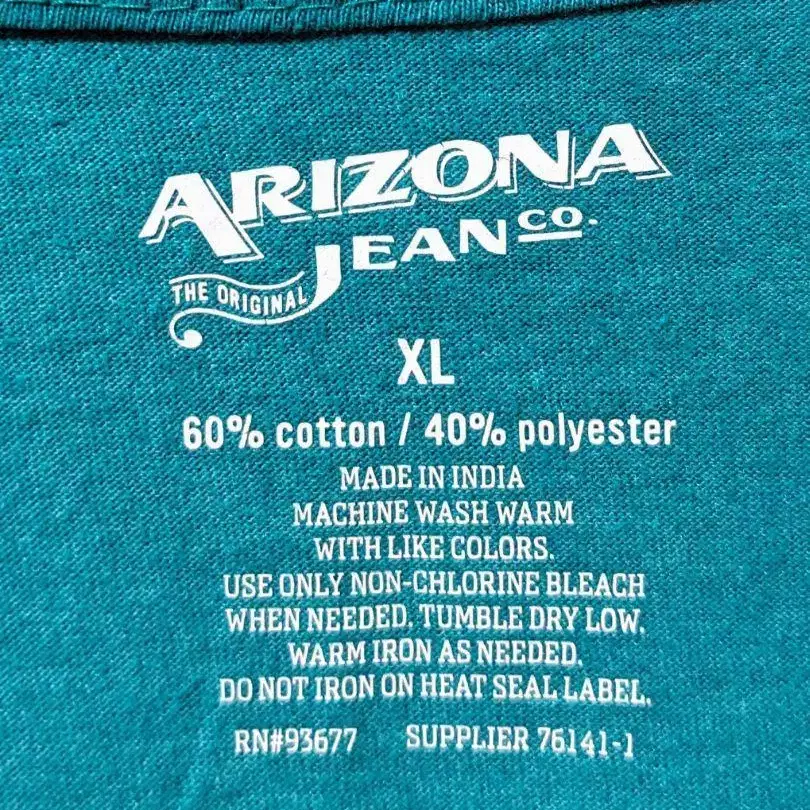 ARIZONA
JEAN CO.
THE ORIGINAL
XL
60% cotton / 40% polyester
MADE IN INDIA
MACHINE WASH WARM
WITH LIKE COLORS.
USE ONLY NON-CHLORINE BLEACH
WHEN NEEDED. TUMBLE DRY LOW.
WARM IRON AS NEEDED.
DO NOT IRON ON HEAT SEAL LABEL.
RN#93677 SUPPLIER 76141-1